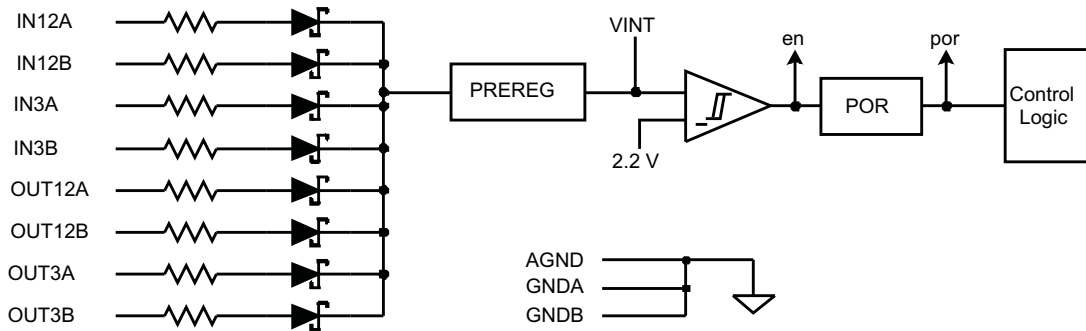 IN12A
IN12B
IN3A
IN3B
OUT12A
OUT12B
OUT3A
OUT3B
PREREG
VINT
2.2 V
en
POR
por
Control
Logic
AGND
GNDA
GNDB